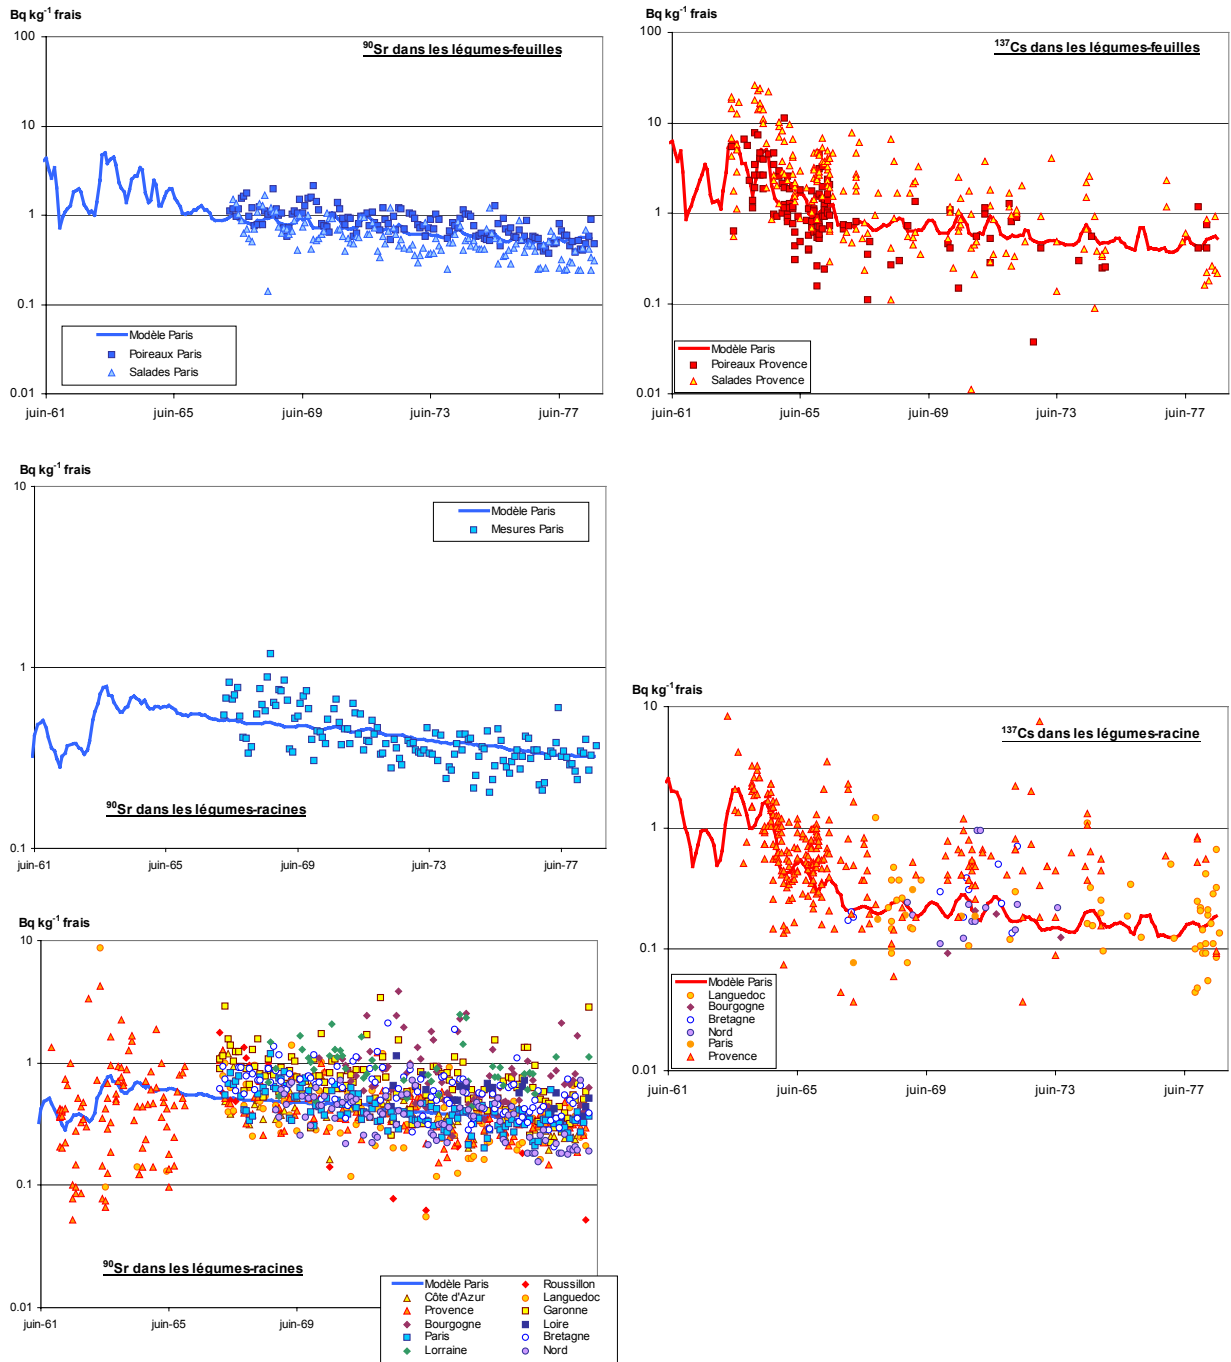 Bq kg-1 frais
90Sr dans les légumes-feuilles
100
10
1
0.1
0.01
Modèle Paris
Poireaux Paris
Salades Paris
juin-61
juin-65
juin-69
juin-73
juin-77
Bq kg-1 frais
137Cs dans les légumes-feuilles
100
10
1
0.1
0.01
Modèle Paris
Poireaux Provence
Salades Provence
juin-61
juin-65
juin-69
juin-73
juin-77
Bq kg-1 frais
10
1
0.1
Modèle Paris
Mesures Paris
90Sr dans les légumes-racines
juin-61
juin-65
juin-69
juin-73
juin-77
Bq kg-1 frais
137Cs dans les légumes-racine
10
1
0.1
0.01
Modèle Paris
Languedoc
Bourgogne
Bretagne
Nord
Paris
Provence
juin-61
juin-65
juin-69
juin-73
juin-77
10
1
0.1
0.01
90Sr dans les légumes-racines
juin-61
juin-65
juin-69
Modèle Paris
Roussillon
Côte d'Azur
Languedoc
Provence
Garonne
Bourgogne
Loire
Paris
Bretagne
Lorraine
Nord